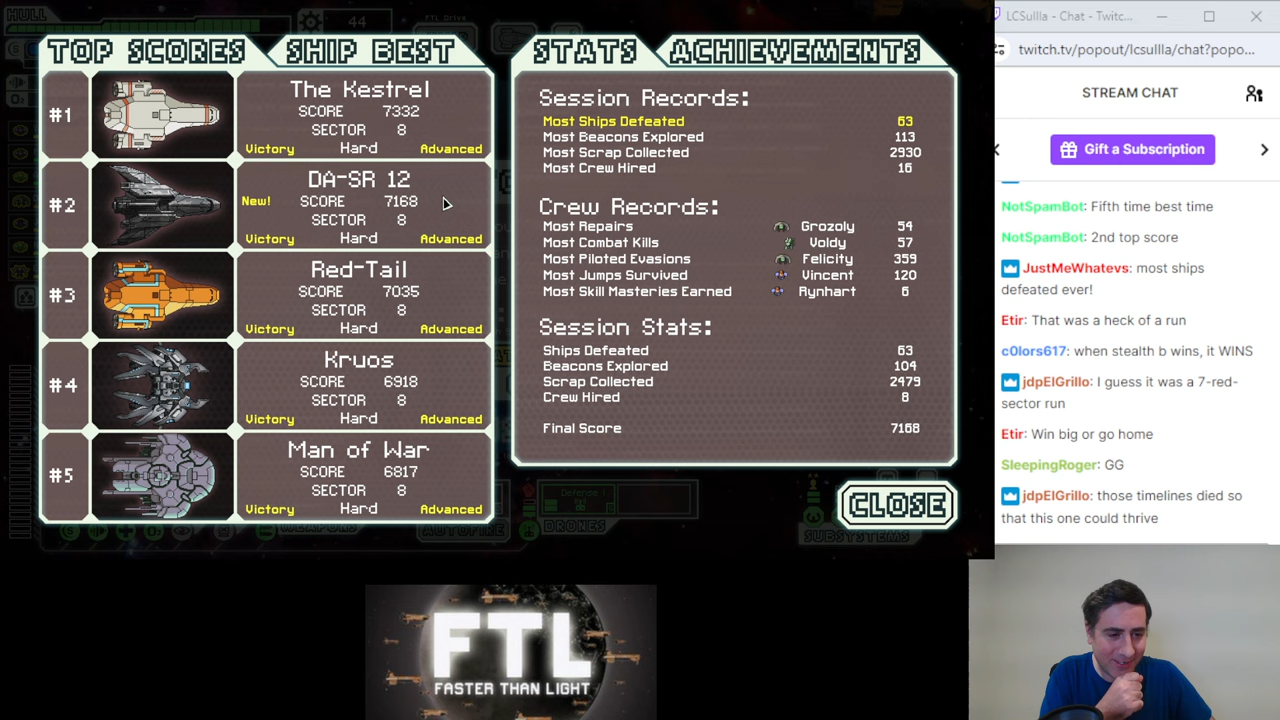 HULL
44
FTL Drive
TOP SCORES
SHIP BEST
#1
The Kestrel
SCORE 7332
SECTOR 8
Victory Hard Advanced
#2
DA-SR 12
New! SCORE 7168
SECTOR 8
Victory Hard Advanced
#3
Red-Tail
SCORE 7035
SECTOR 8
Victory Hard Advanced
#4
Kruos
SCORE 6918
SECTOR 8
Victory Hard Advanced
#5
Man of War
SCORE 6817
SECTOR 8
Victory Hard Advanced
STATS
ACHIEVEMENTS
Session Records:
Most Ships Defeated 63
Most Beacons Explored 113
Most Scrap Collected 2930
Most Crew Hired 16
Crew Records:
Most Repairs Grozoly 54
Most Combat Kills Voldy 57
Most Piloted Evasions Felicity 359
Most Jumps Survived Vincent 120
Most Skill Masteries Earned Rynhart 6
Session Stats:
Ships Defeated 63
Beacons Explored 104
Scrap Collected 2479
Crew Hired 8
Final Score 7168
CLOSE
WEAPONS
AUTOFIRE
Defense 1
DRONES
SUBSYSTEMS
FTL
FASTER THAN LIGHT
LCSullla - Chat - Twitc...
twitch.tv/popout/lcsullla/chat?popo...
STREAM CHAT
Gift a Subscription
NotSpamBot: Fifth time best time
NotSpamBot: 2nd top score
JustMeWhatevs: most ships
defeated ever!
Etir: That was a heck of a run
c0lors617: when stealth b wins, it WINS
jdpElGrillo: I guess it was a 7-red-
sector run
Etir: Win big or go home
SleepingRoger: GG
jdpElGrillo: those timelines died so
that this one could thrive